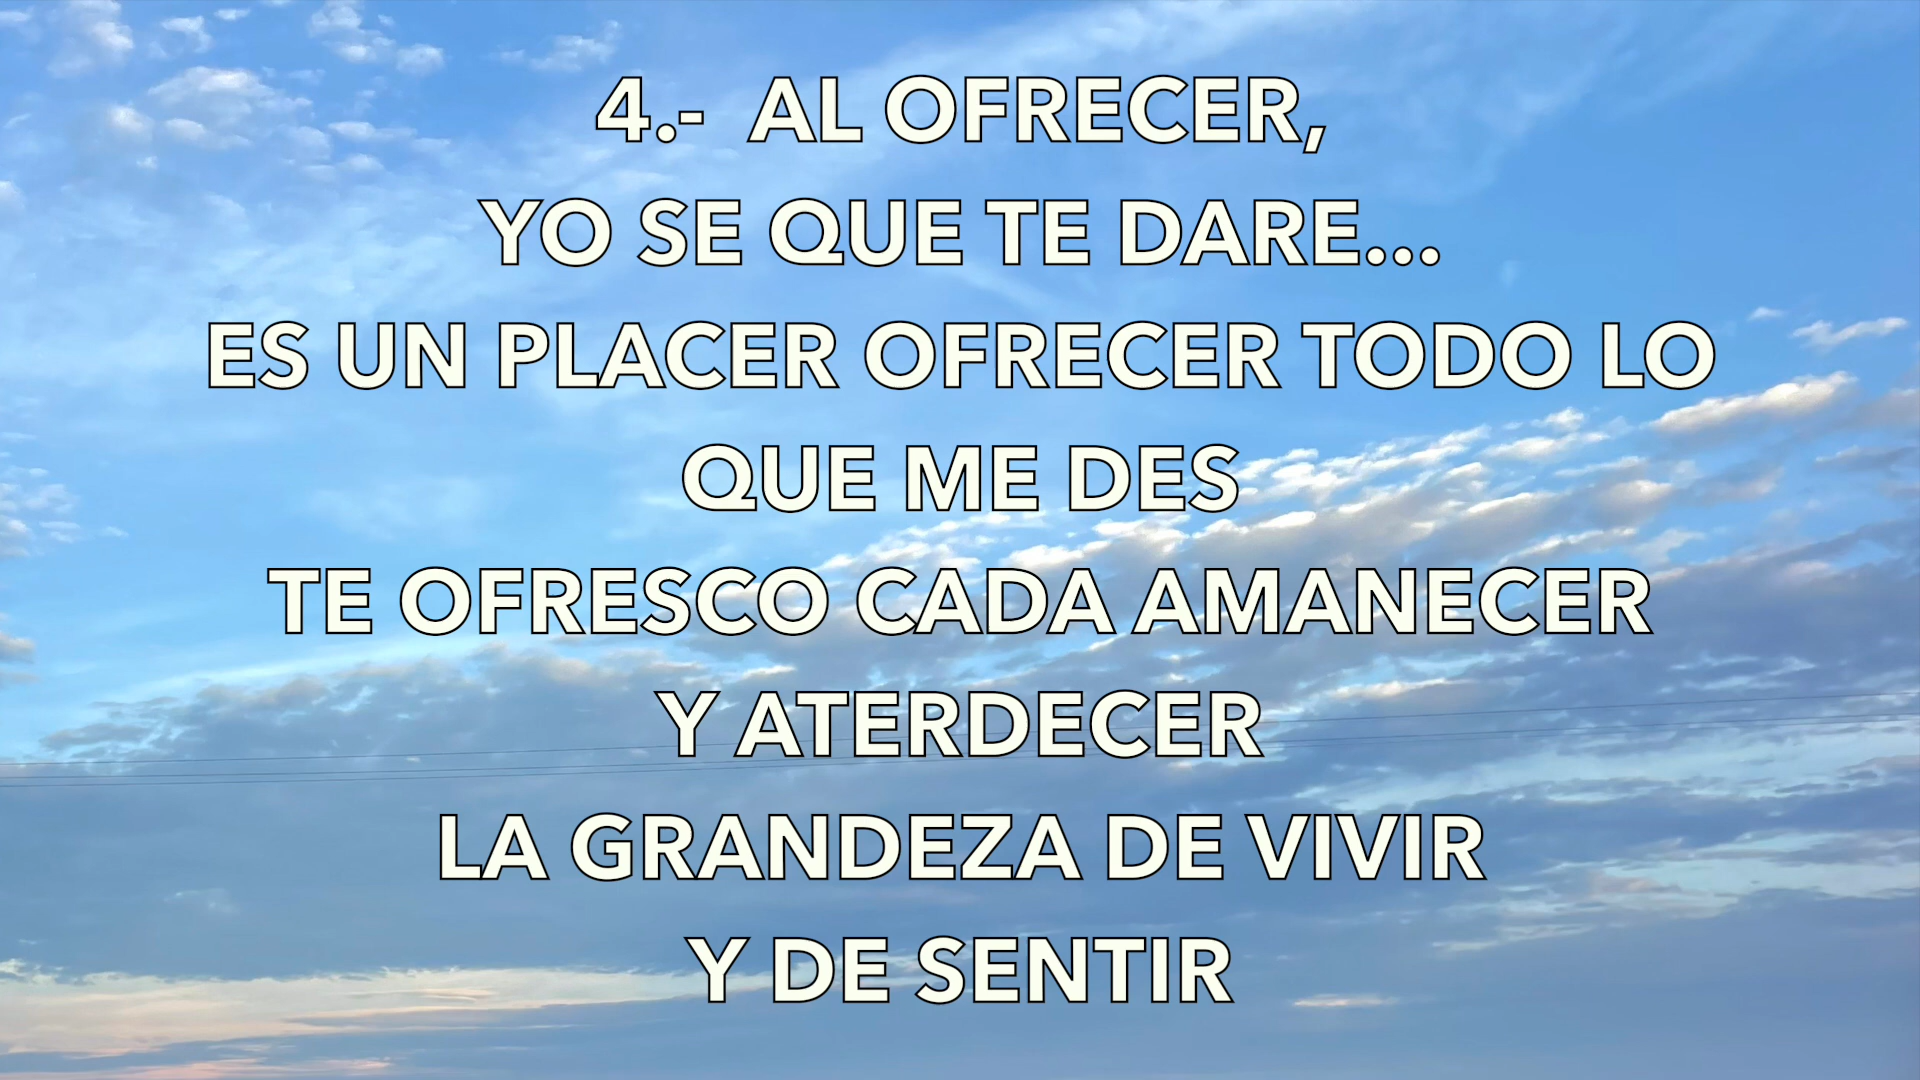 4.- AL OFRECER,
YO SE QUE TE DARE...
ES UN PLACER OFRECER TODO LO
QUE ME DES
TE OFRESCO CADA AMANECER
Y ATERDECER
LA GRANDEZA DE VIVIR
Y DE SENTIR